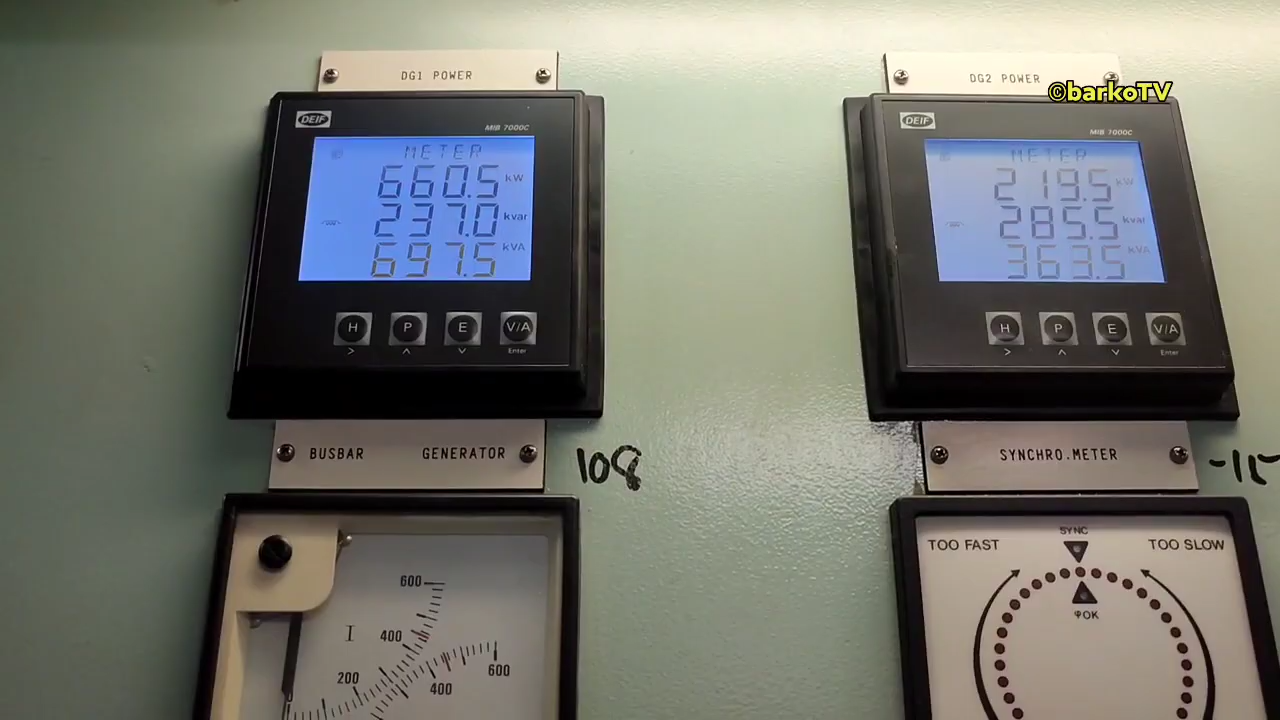 DG1 POWER
DEIF
MIB 7000C
METER
660.5 kW
237.0 kvar
697.5 kVA
H P E V/A
Enter
BUSBAR GENERATOR
108
600
I 400
200
400
600
DG2 POWER
©barkoTV
DEIF
MIB 7000C
METER
219.5 kW
285.5 kvar
363.5 kVA
H P E V/A
Enter
SYNCHRO.METER
SYNC
TOO FAST TOO SLOW
φOK